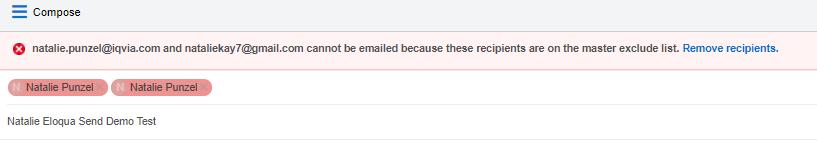 Compose
natalie.punzel@iqvia.com and nataliekay7@gmail.com cannot be emailed because these recipients are on the master exclude list. Remove recipients.
N Natalie Punzel × N Natalie Punzel ×
Natalie Eloqua Send Demo Test